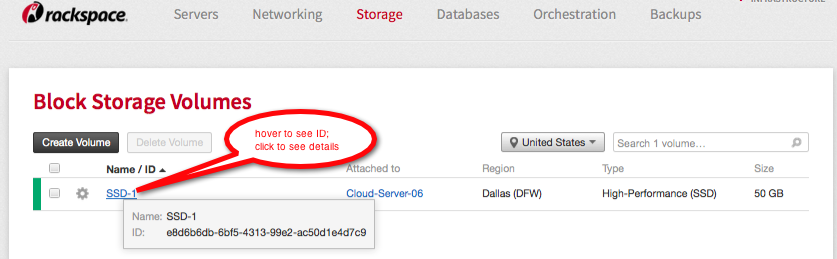 rackspace.
Servers Networking Storage Databases Orchestration Backups
Block Storage Volumes
hover to see ID;
click to see details
Create Volume Delete Volume United States Search 1 volume...
Name / ID Attached to Region Type Size
SSD-1 Cloud-Server-06 Dallas (DFW) High-Performance (SSD) 50 GB
Name: SSD-1
ID: e8d6b6db-6bf5-4313-99e2-ac50d1e4d7c9